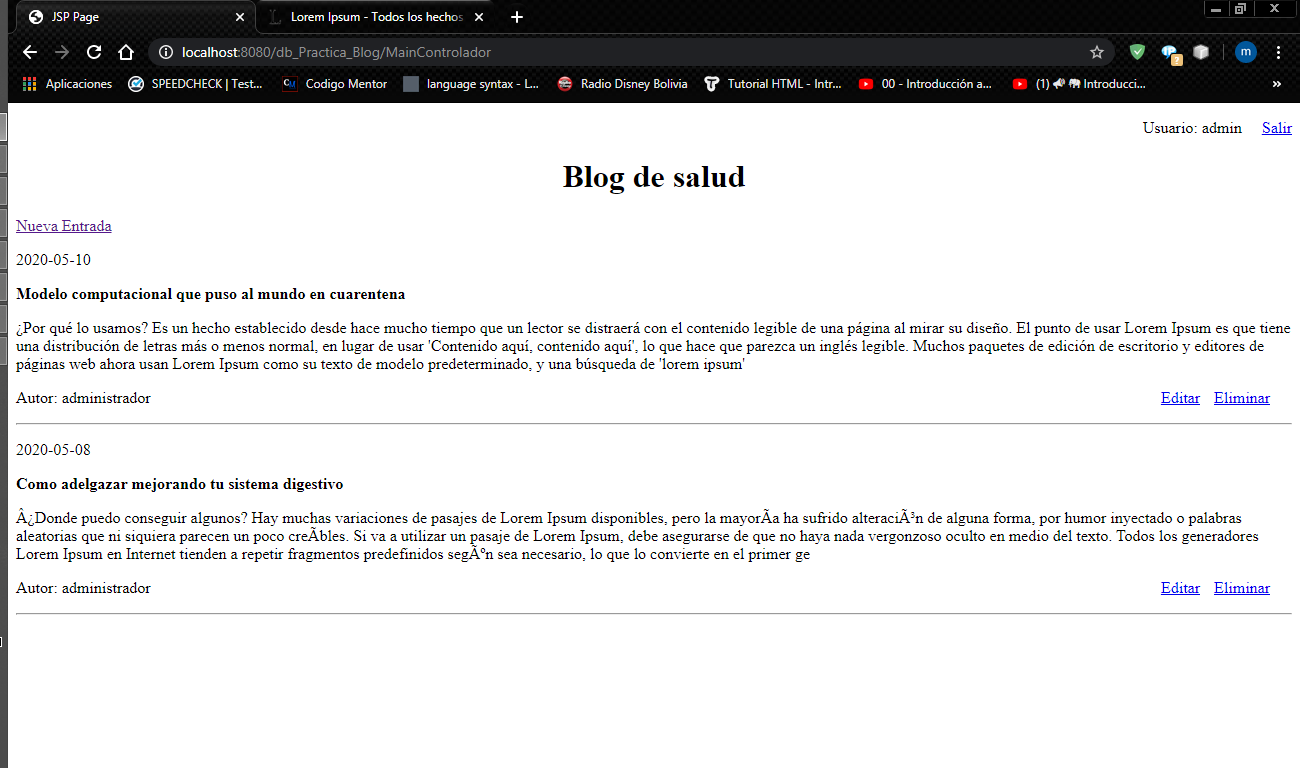 JSP Page
Lorem Ipsum - Todos los hechos
localhost:8080/db_Practica_Blog/MainControlador
m
?
Aplicaciones
SPEEDCHECK | Test...
CM
Codigo Mentor
language syntax - L...
Radio Disney Bolivia
Tutorial HTML - Intr...
00 - Introducción a...
(1) 📢 🐘 Introducci...
»
Usuario: admin Salir
Blog de salud
Nueva Entrada
2020-05-10
Modelo computacional que puso al mundo en cuarentena
¿Por qué lo usamos? Es un hecho establecido desde hace mucho tiempo que un lector se distraerá con el contenido legible de una página al mirar su diseño. El punto de usar Lorem Ipsum es que tiene
una distribución de letras más o menos normal, en lugar de usar 'Contenido aquí, contenido aquí', lo que hace que parezca un inglés legible. Muchos paquetes de edición de escritorio y editores de
páginas web ahora usan Lorem Ipsum como su texto de modelo predeterminado, y una búsqueda de 'lorem ipsum'
Autor: administrador Editar Eliminar
2020-05-08
Como adelgazar mejorando tu sistema digestivo
Â¿Donde puedo conseguir algunos? Hay muchas variaciones de pasajes de Lorem Ipsum disponibles, pero la mayorÃa ha sufrido alteraciÃ³n de alguna forma, por humor inyectado o palabras
aleatorias que ni siquiera parecen un poco creÃbles. Si va a utilizar un pasaje de Lorem Ipsum, debe asegurarse de que no haya nada vergonzoso oculto en medio del texto. Todos los generadores
Lorem Ipsum en Internet tienden a repetir fragmentos predefinidos segÃºn sea necesario, lo que lo convierte en el primer ge
Autor: administrador Editar Eliminar